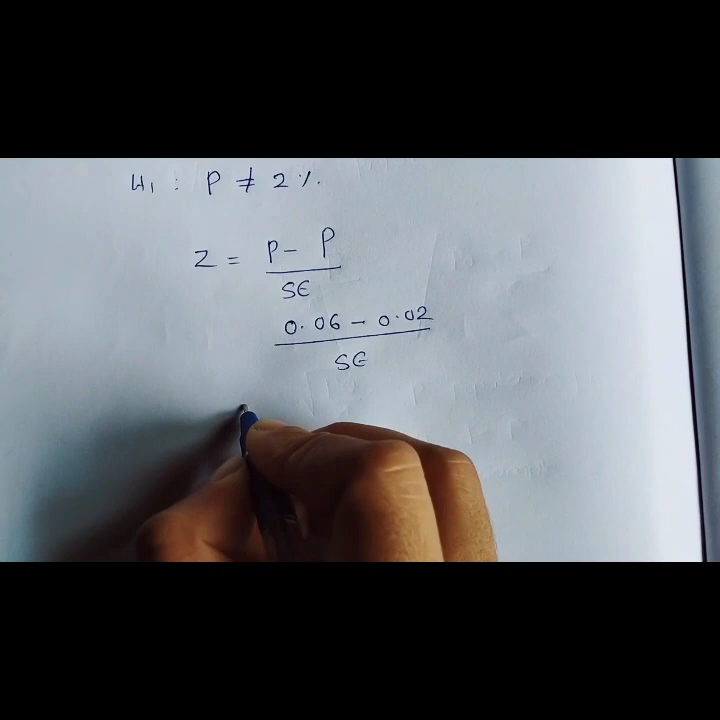 H₁ : P ≠ 2%.
Z = p - P
SE
0.06 - 0.02
SE